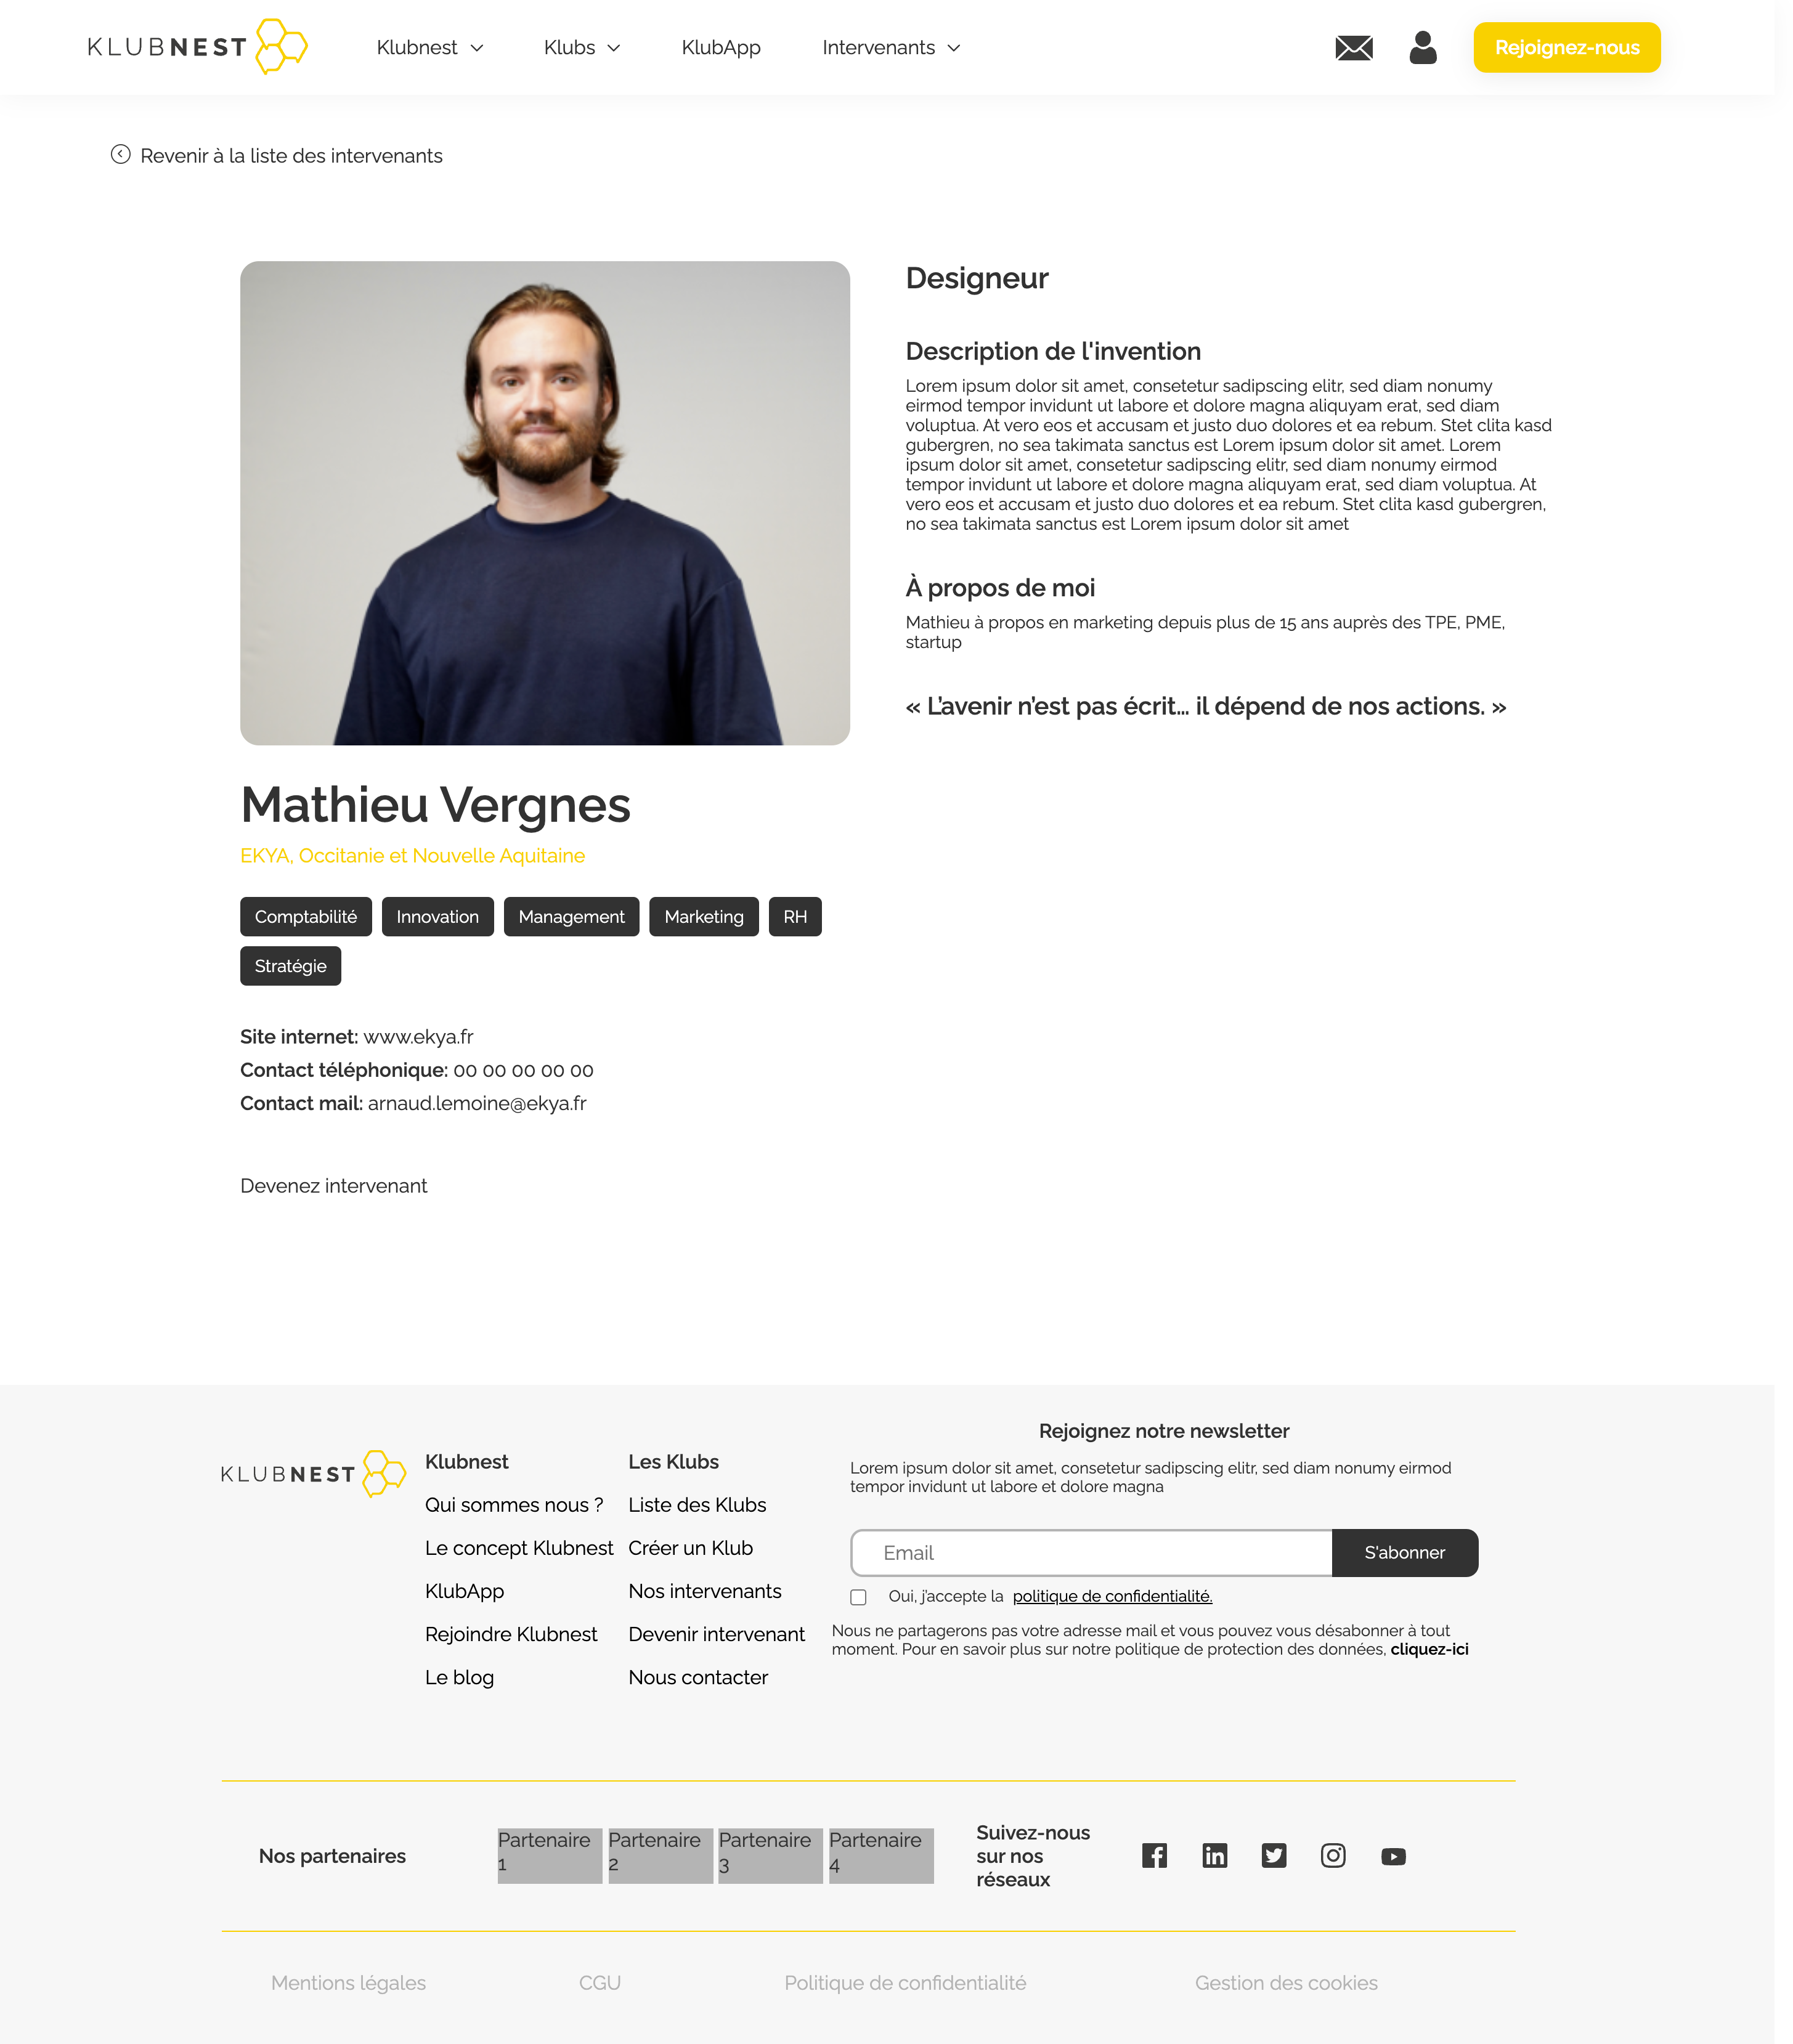 KLUBNEST
Klubnest
Klubs
KlubApp
Intervenants
Rejoignez-nous
Revenir à la liste des intervenants
Mathieu Vergnes
EKYA, Occitanie et Nouvelle Aquitaine
Comptabilité
Innovation
Management
Marketing
RH
Stratégie
Site internet: www.ekya.fr
Contact téléphonique: 00 00 00 00 00
Contact mail: arnaud.lemoine@ekya.fr
Devenez intervenant
Designeur
Description de l'invention
Lorem ipsum dolor sit amet, consetetur sadipscing elitr, sed diam nonumy
eirmod tempor invidunt ut labore et dolore magna aliquyam erat, sed diam
voluptua. At vero eos et accusam et justo duo dolores et ea rebum. Stet clita kasd
gubergren, no sea takimata sanctus est Lorem ipsum dolor sit amet. Lorem
ipsum dolor sit amet, consetetur sadipscing elitr, sed diam nonumy eirmod
tempor invidunt ut labore et dolore magna aliquyam erat, sed diam voluptua. At
vero eos et accusam et justo duo dolores et ea rebum. Stet clita kasd gubergren,
no sea takimata sanctus est Lorem ipsum dolor sit amet
À propos de moi
Mathieu à propos en marketing depuis plus de 15 ans auprès des TPE, PME,
startup
« L’avenir n’est pas écrit… il dépend de nos actions. »
KLUBNEST
Klubnest
Qui sommes nous ?
Le concept Klubnest
KlubApp
Rejoindre Klubnest
Le blog
Les Klubs
Liste des Klubs
Créer un Klub
Nos intervenants
Devenir intervenant
Nous contacter
Rejoignez notre newsletter
Lorem ipsum dolor sit amet, consetetur sadipscing elitr, sed diam nonumy eirmod
tempor invidunt ut labore et dolore magna
Email
S'abonner
Oui, j’accepte la politique de confidentialité.
Nous ne partagerons pas votre adresse mail et vous pouvez vous désabonner à tout
moment. Pour en savoir plus sur notre politique de protection des données, cliquez-ici
Nos partenaires
Partenaire
1
Partenaire
2
Partenaire
3
Partenaire
4
Suivez-nous
sur nos
réseaux
Mentions légales
CGU
Politique de confidentialité
Gestion des cookies